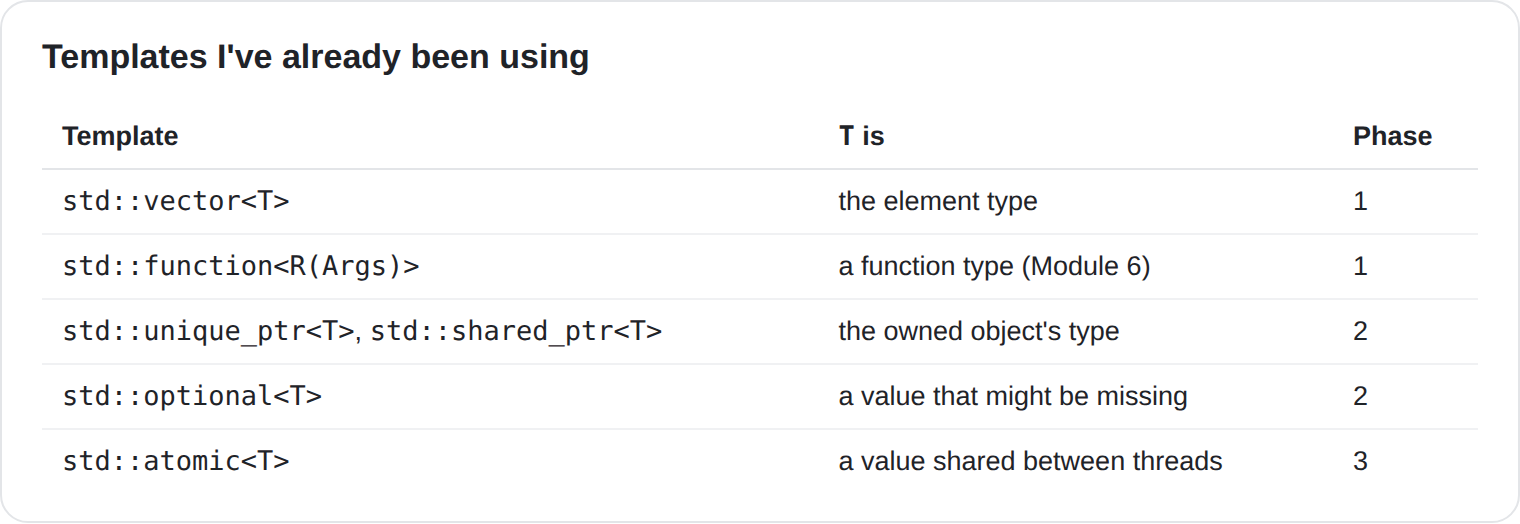 Templates I've already been using
Template T is Phase
std::vector<T> the element type 1
std::function<R(Args)> a function type (Module 6) 1
std::unique_ptr<T>, std::shared_ptr<T> the owned object's type 2
std::optional<T> a value that might be missing 2
std::atomic<T> a value shared between threads 3